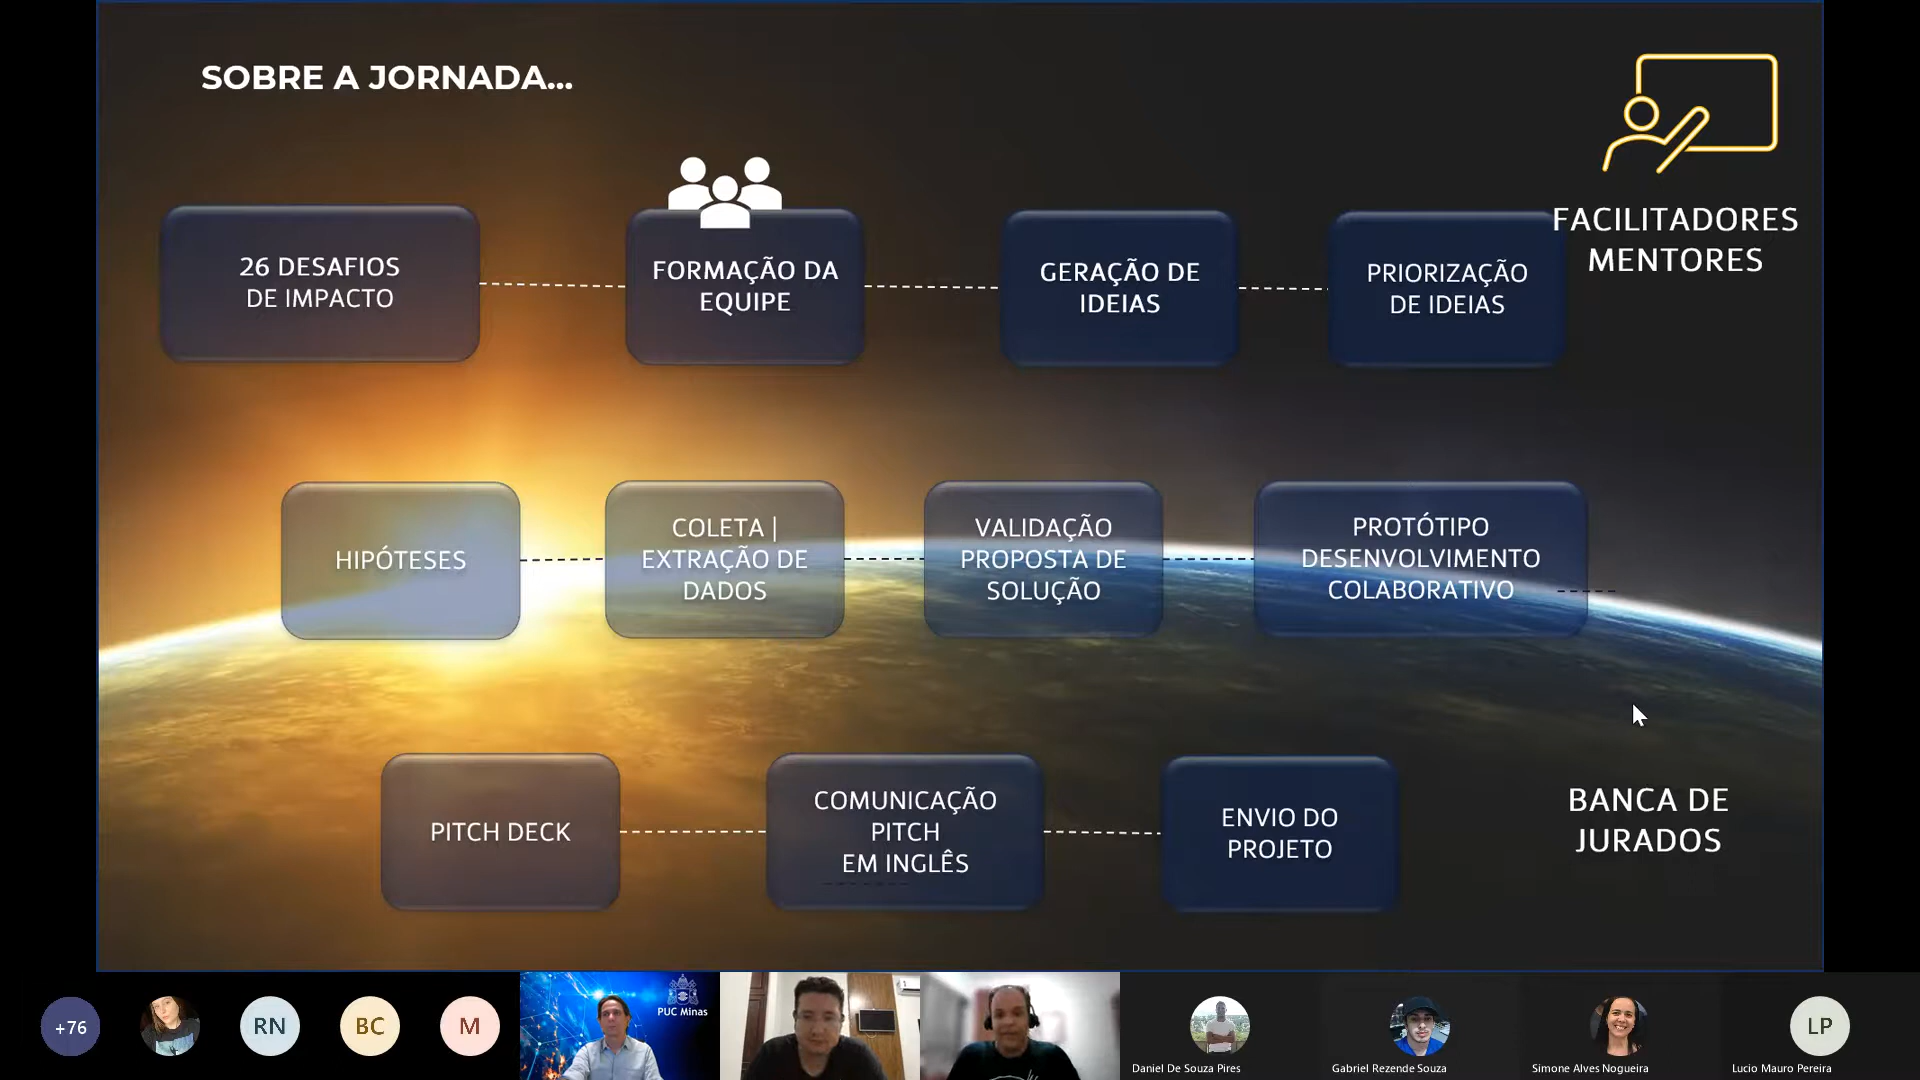 SOBRE A JORNADA...
FACILITADORES
MENTORES
26 DESAFIOS
DE IMPACTO
FORMAÇÃO DA
EQUIPE
GERAÇÃO DE
IDEIAS
PRIORIZAÇÃO
DE IDEIAS
HIPÓTESES
COLETA |
EXTRAÇÃO DE
DADOS
VALIDAÇÃO
PROPOSTA DE
SOLUÇÃO
PROTÓTIPO
DESENVOLVIMENTO
COLABORATIVO
PITCH DECK
COMUNICAÇÃO
PITCH
EM INGLÊS
ENVIO DO
PROJETO
BANCA DE
JURADOS
+76
RN
BC
M
PUC Minas
Daniel De Souza Pires
Gabriel Rezende Souza
Simone Alves Nogueira
LP
Lucio Mauro Pereira